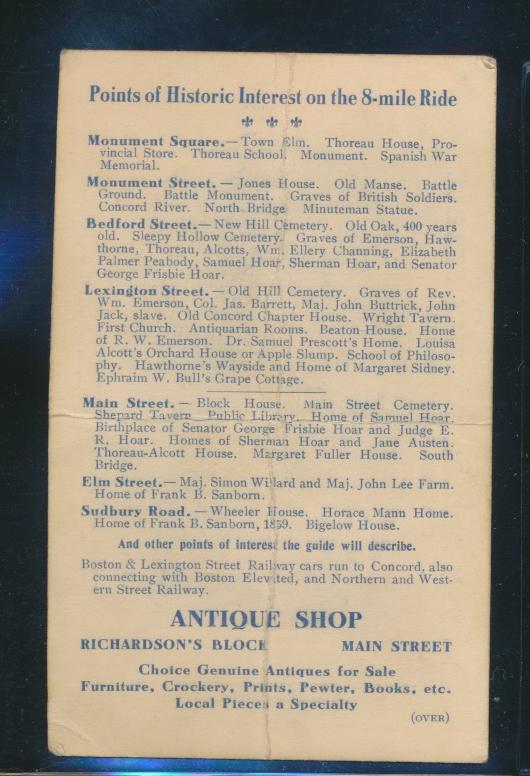 Points of Historic Interest on the 8-mile Ride
Monument Square.—Town Elm. Thoreau House, Pro-
vincial Store. Thoreau School. Monument. Spanish War
Memorial.
Monument Street.—Jones House. Old Manse. Battle
Ground. Battle Monument. Graves of British Soldiers.
Concord River. North Bridge Minuteman Statue.
Bedford Street.—New Hill Cemetery. Old Oak, 400 years
old. Sleepy Hollow Cemetery. Graves of Emerson, Haw-
thorne, Thoreau, Alcotts, Wm. Ellery Channing, Elizabeth
Palmer Peabody, Samuel Hoar, Sherman Hoar, and Senator
George Frisbie Hoar.
Lexington Street.—Old Hill Cemetery. Graves of Rev.
Wm. Emerson, Col. Jas. Barrett, Maj. John Buttrick, John
Jack, slave. Old Concord Chapter House. Wright Tavern.
First Church. Antiquarian Rooms. Beaton House. Home
of R. W. Emerson. Dr. Samuel Prescott's Home. Louisa
Alcott's Orchard House or Apple Slump. School of Philoso-
phy. Hawthorne's Wayside and Home of Margaret Sidney.
Ephraim W. Bull's Grape Cottage.
Main Street.—Block House. Main Street Cemetery.
Shepard Tavern Public Library. Home of Samuel Hoar.
Birthplace of Senator George Frisbie Hoar and Judge E.
R. Hoar. Homes of Sherman Hoar and Jane Austen.
Thoreau-Alcott House. Margaret Fuller House. South
Bridge.
Elm Street.—Maj. Simon Willard and Maj. John Lee Farm.
Home of Frank B. Sanborn.
Sudbury Road.—Wheeler House. Horace Mann Home.
Home of Frank B. Sanborn, 1859. Bigelow House.
And other points of interest the guide will describe.
Boston & Lexington Street Railway cars run to Concord, also
connecting with Boston Elevated, and Northern and West-
ern Street Railway.
ANTIQUE SHOP
RICHARDSON'S BLOCK MAIN STREET
Choice Genuine Antiques for Sale
Furniture, Crockery, Prints, Pewter, Books, etc.
Local Pieces a Specialty
(OVER)